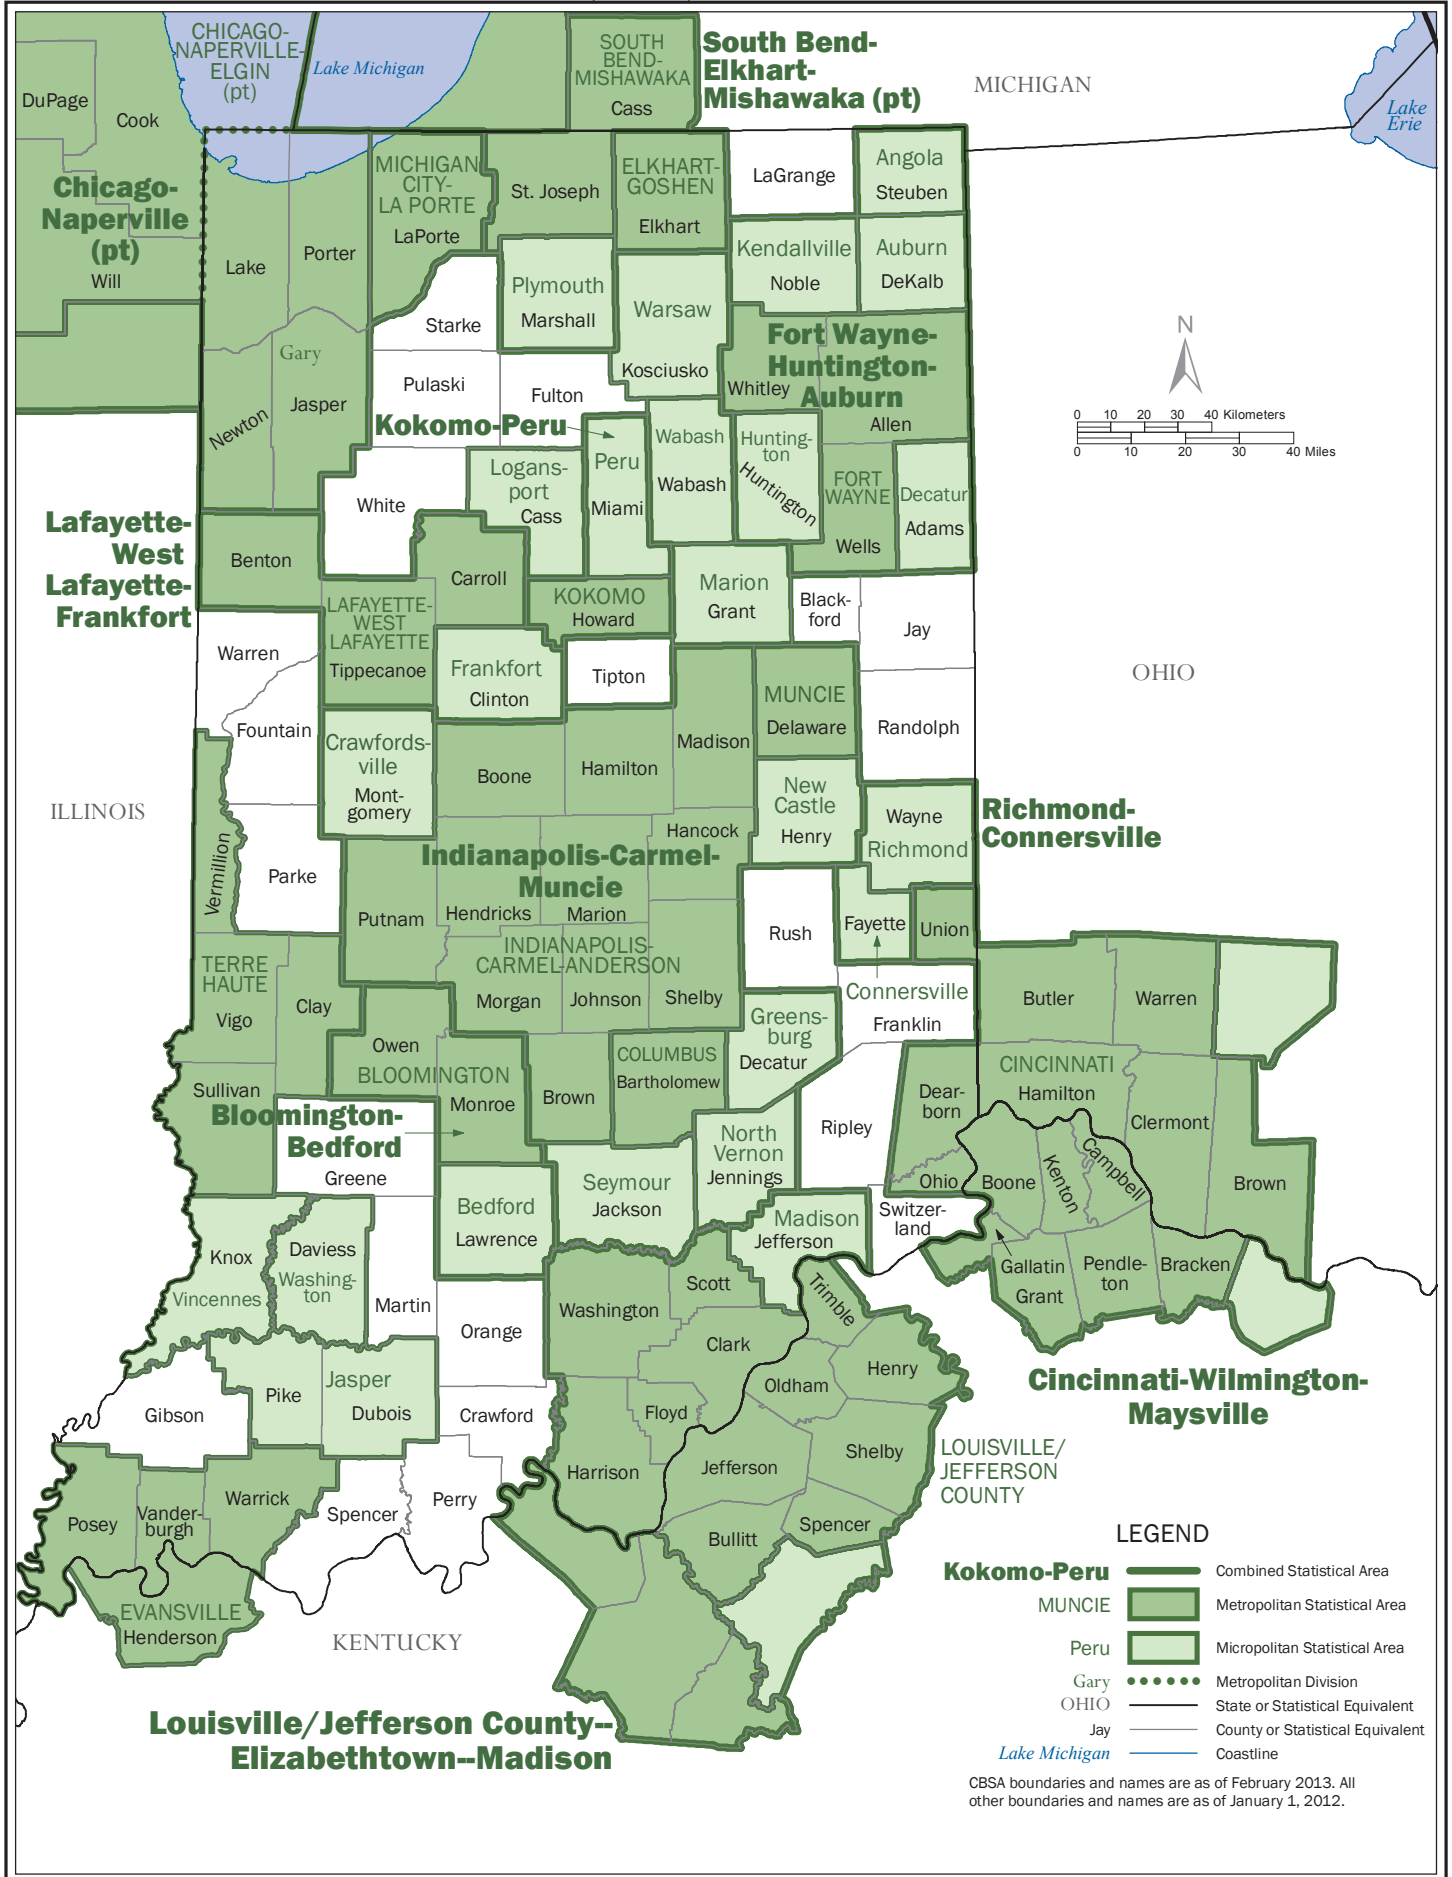 CHICAGO-
NAPERVILLE-
ELGIN
(pt)
Lake Michigan
SOUTH
BEND-
MISHAWAKA
Cass
South Bend-
Elkhart-
Mishawaka (pt)
MICHIGAN
Lake
Erie
DuPage
Cook
Chicago-
Naperville
(pt)
Will
Lake
Porter
MICHIGAN
CITY-
LA PORTE
LaPorte
St. Joseph
ELKHART-
GOSHEN
Elkhart
LaGrange
Angola
Steuben
Kendallville
Noble
Auburn
DeKalb
Plymouth
Marshall
Starke
Warsaw
Kosciusko
Fort Wayne-
Huntington-
Auburn
Whitley
Allen
N
0 10 20 30 40 Kilometers
0 10 20 30 40 Miles
Gary
Newton
Jasper
Pulaski
Fulton
Kokomo-Peru
Peru
Miami
Wabash
Wabash
Hunting-
ton
Huntington
FORT
WAYNE
Wells
Decatur
Adams
White
Logans-
port
Cass
Lafayette-
West
Lafayette-
Frankfort
Benton
Carroll
LAFAYETTE-
WEST
LAFAYETTE
Tippecanoe
KOKOMO
Howard
Marion
Grant
Black-
ford
Jay
OHIO
Warren
Frankfort
Clinton
Tipton
Fountain
Crawfords-
ville
Mont-
gomery
Boone
Hamilton
Madison
MUNCIE
Delaware
Randolph
ILLINOIS
New
Castle
Henry
Wayne
Richmond
Richmond-
Connersville
Vermillion
Parke
Putnam
Hancock
Indianapolis-Carmel-
Muncie
Hendricks
Marion
INDIANAPOLIS-
CARMEL-ANDERSON
Morgan
Johnson
Shelby
Rush
Fayette
Union
Connersville
Franklin
TERRE
HAUTE
Vigo
Clay
Owen
BLOOMINGTON
Monroe
Brown
COLUMBUS
Bartholomew
Greens-
burg
Decatur
Butler
Warren
CINCINNATI
Hamilton
Clermont
Brown
Dear-
born
Ohio
Boone
Kenton
Campbell
Sullivan
Bloomington-
Bedford
Greene
North
Vernon
Jennings
Ripley
Switzer-
land
Bedford
Lawrence
Seymour
Jackson
Madison
Jefferson
Gallatin
Grant
Pendle-
ton
Bracken
Knox
Vincennes
Daviess
Washing-
ton
Martin
Orange
Washington
Scott
Clark
Trimble
Henry
Oldham
Cincinnati-Wilmington-
Maysville
Gibson
Pike
Jasper
Dubois
Crawford
Floyd
Harrison
Jefferson
Shelby
LOUISVILLE/
JEFFERSON
COUNTY
Posey
Vander-
burgh
Warrick
Spencer
Perry
Bullitt
Spencer
EVANSVILLE
Henderson
KENTUCKY
Louisville/Jefferson County--
Elizabethtown--Madison
LEGEND
Kokomo-Peru Combined Statistical Area
MUNCIE Metropolitan Statistical Area
Peru Micropolitan Statistical Area
Gary Metropolitan Division
OHIO State or Statistical Equivalent
Jay County or Statistical Equivalent
Lake Michigan Coastline
CBSA boundaries and names are as of February 2013. All
other boundaries and names are as of January 1, 2012.